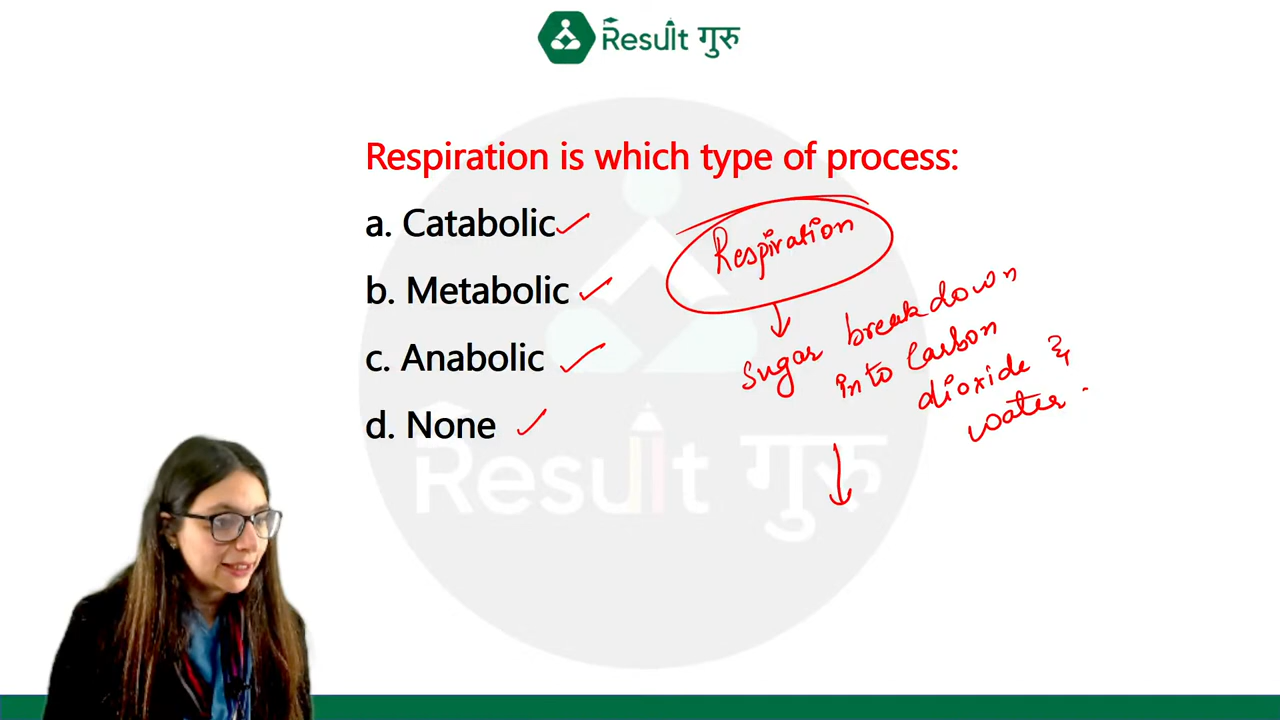 Result गुरु
Respiration is which type of process:
a. Catabolic
b. Metabolic
c. Anabolic
d. None
Respiration
Sugar breakdown
into Carbon
dioxide &
water.
Result गुरु